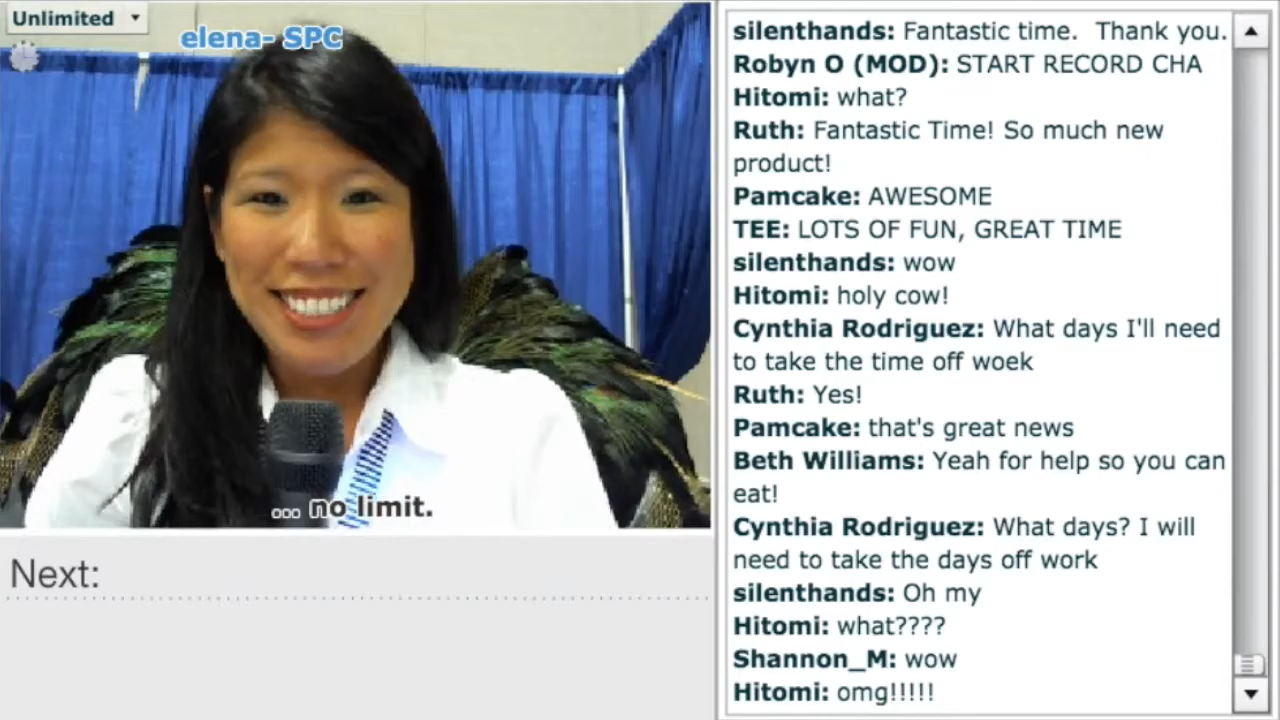 Unlimited
elena- SPC
... no limit.
Next:
silenthands: Fantastic time. Thank you.
Robyn O (MOD): START RECORD CHA
Hitomi: what?
Ruth: Fantastic Time! So much new
product!
Pamcake: AWESOME
TEE: LOTS OF FUN, GREAT TIME
silenthands: wow
Hitomi: holy cow!
Cynthia Rodriguez: What days I'll need
to take the time off woek
Ruth: Yes!
Pamcake: that's great news
Beth Williams: Yeah for help so you can
eat!
Cynthia Rodriguez: What days? I will
need to take the days off work
silenthands: Oh my
Hitomi: what????
Shannon_M: wow
Hitomi: omg!!!!!